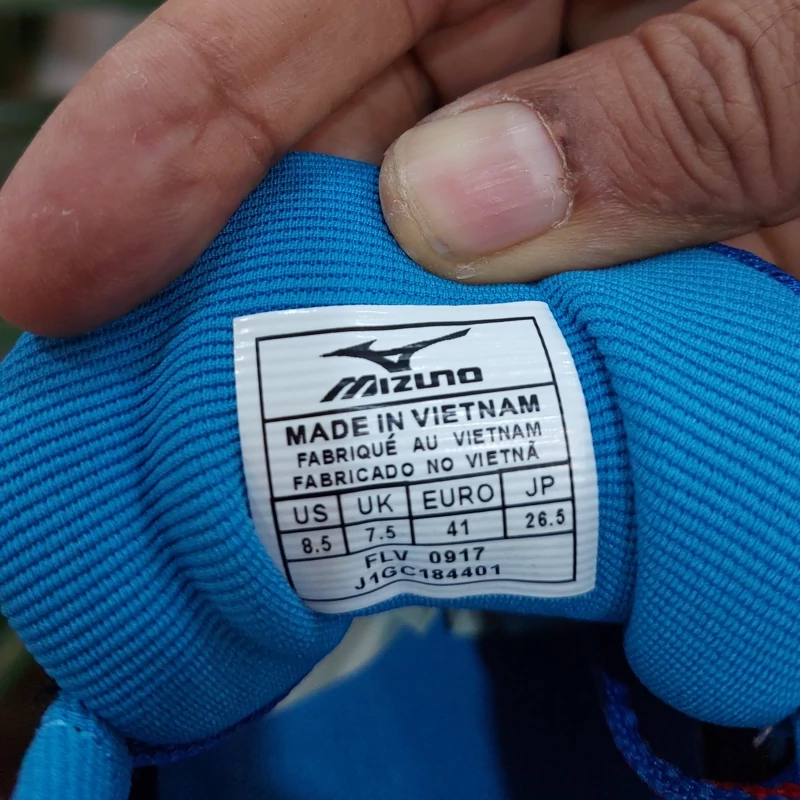 MIZUNO
MADE IN VIETNAM
FABRIQUÉ AU VIETNAM
FABRICADO NO VIETNÃ
US UK EURO JP
8.5 7.5 41 26.5
FLV 0917
J1GC184401